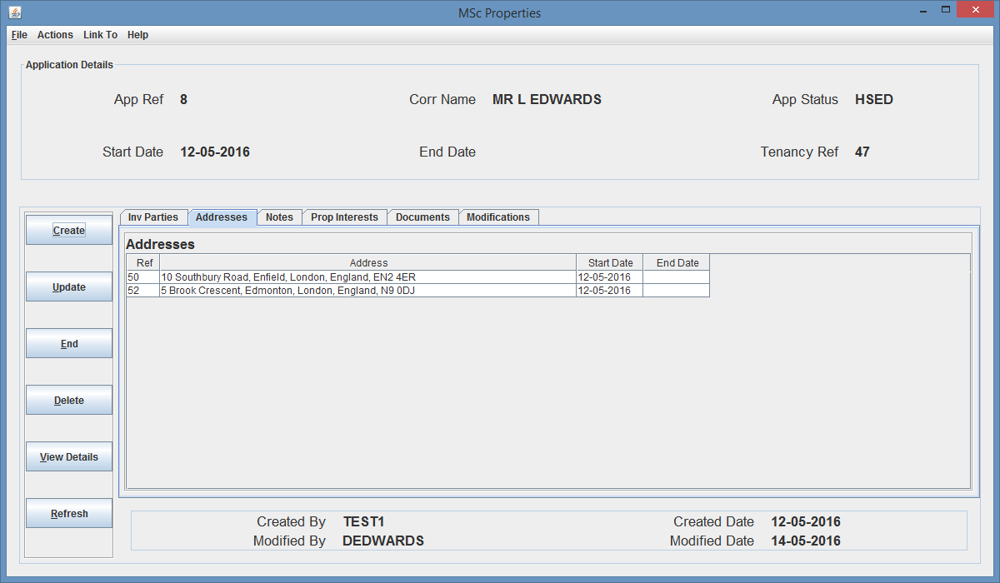 MSc Properties
File Actions Link To Help
Application Details
App Ref 8 Corr Name MR L EDWARDS App Status HSED
Start Date 12-05-2016 End Date Tenancy Ref 47
Inv Parties Addresses Notes Prop Interests Documents Modifications
Create
Update
End
Delete
View Details
Refresh
Addresses
Ref Address Start Date End Date
50 10 Southbury Road, Enfield, London, England, EN2 4ER 12-05-2016
52 5 Brook Crescent, Edmonton, London, England, N9 0DJ 12-05-2016
Created By TEST1 Created Date 12-05-2016
Modified By DEDWARDS Modified Date 14-05-2016